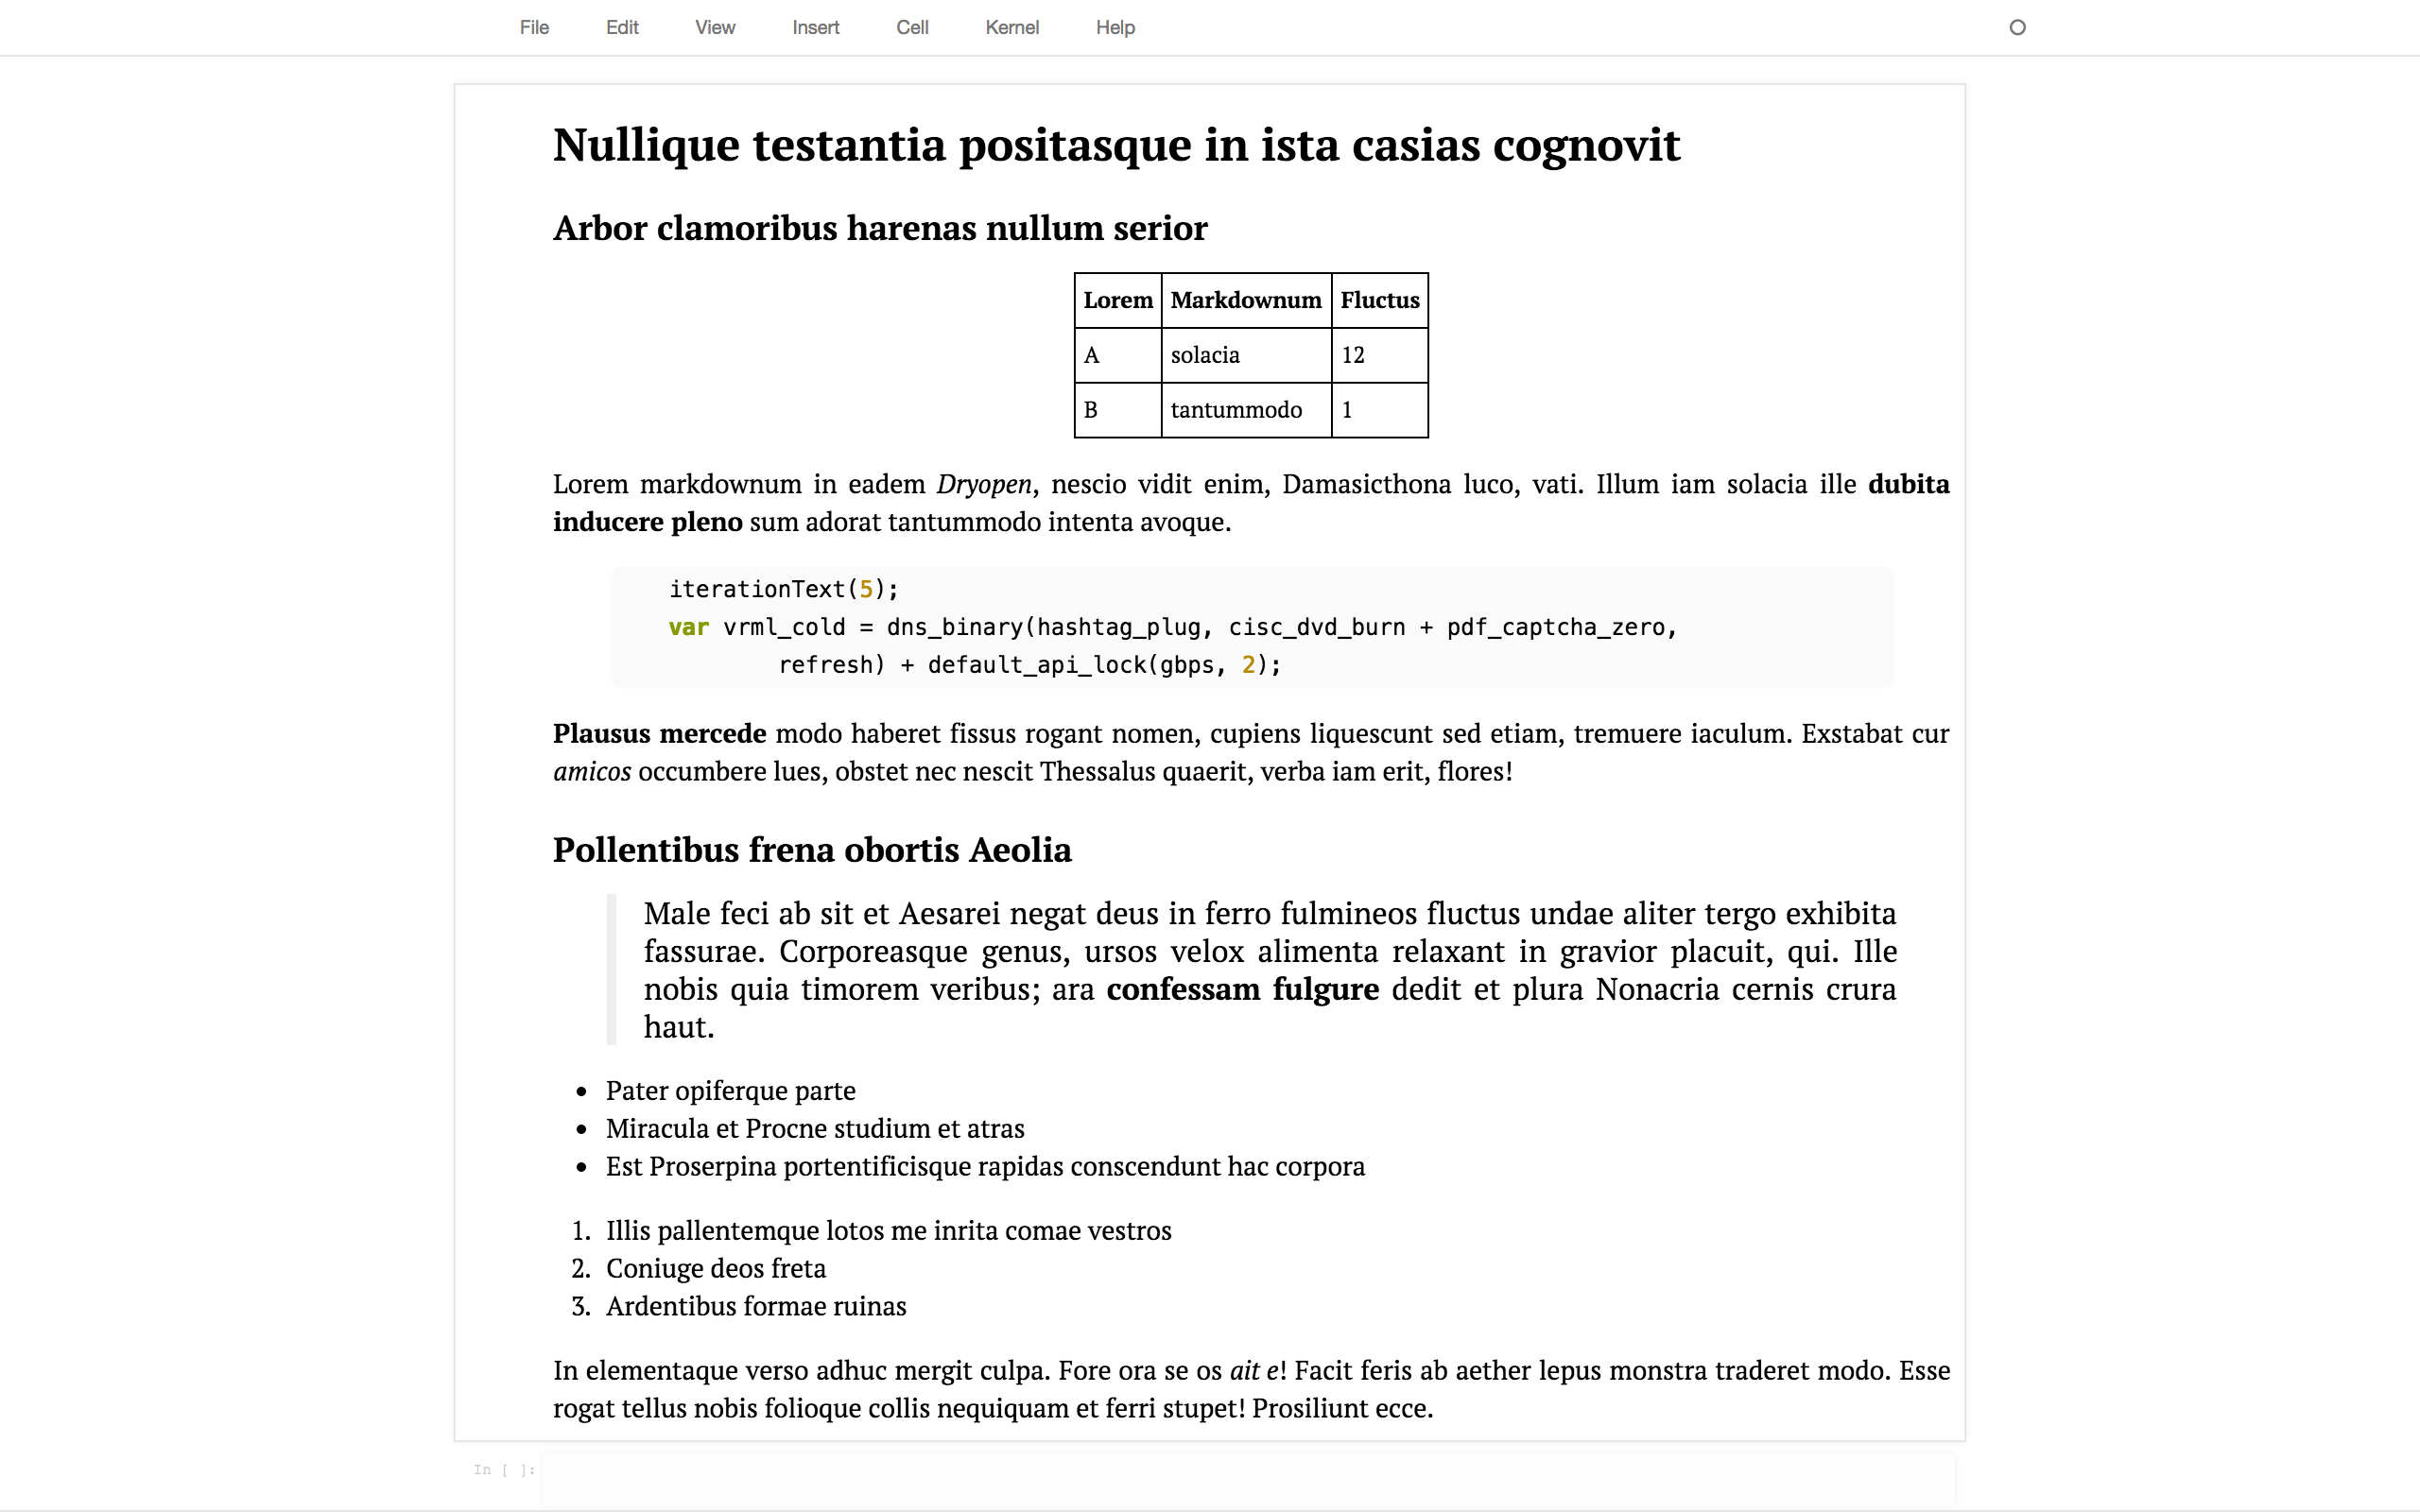 File Edit View Insert Cell Kernel Help
Nullique testantia positasque in ista casias cognovit
Arbor clamoribus harenas nullum serior
Lorem Markdownum Fluctus
A solacia 12
B tantummodo 1
Lorem markdownum in eadem Dryopen, nescio vidit enim, Damasicthona luco, vati. Illum iam solacia ille dubita
inducere pleno sum adorat tantummodo intenta avoque.
iterationText(5);
var vrml_cold = dns_binary(hashtag_plug, cisc_dvd_burn + pdf_captcha_zero,
refresh) + default_api_lock(gbps, 2);
Plausus mercede modo haberet fissus rogant nomen, cupiens liquescunt sed etiam, tremuere iaculum. Exstabat cur
amicos occumbere lues, obstet nec nescit Thessalus quaerit, verba iam erit, flores!
Pollentibus frena obortis Aeolia
Male feci ab sit et Aesarei negat deus in ferro fulmineos fluctus undae aliter tergo exhibita
fassurae. Corporeasque genus, ursos velox alimenta relaxant in gravior placuit, qui. Ille
nobis quia timorem veribus; ara confessam fulgure dedit et plura Nonacria cernis crura
haut.
• Pater opiferque parte
• Miracula et Procne studium et atras
• Est Proserpina portentificisque rapidas conscendunt hac corpora
1. Illis pallentemque lotos me inrita comae vestros
2. Coniuge deos freta
3. Ardentibus formae ruinas
In elementaque verso adhuc mergit culpa. Fore ora se os ait e! Facit feris ab aether lepus monstra traderet modo. Esse
rogat tellus nobis folioque collis nequiquam et ferri stupet! Prosiliunt ecce.
In [ ]: